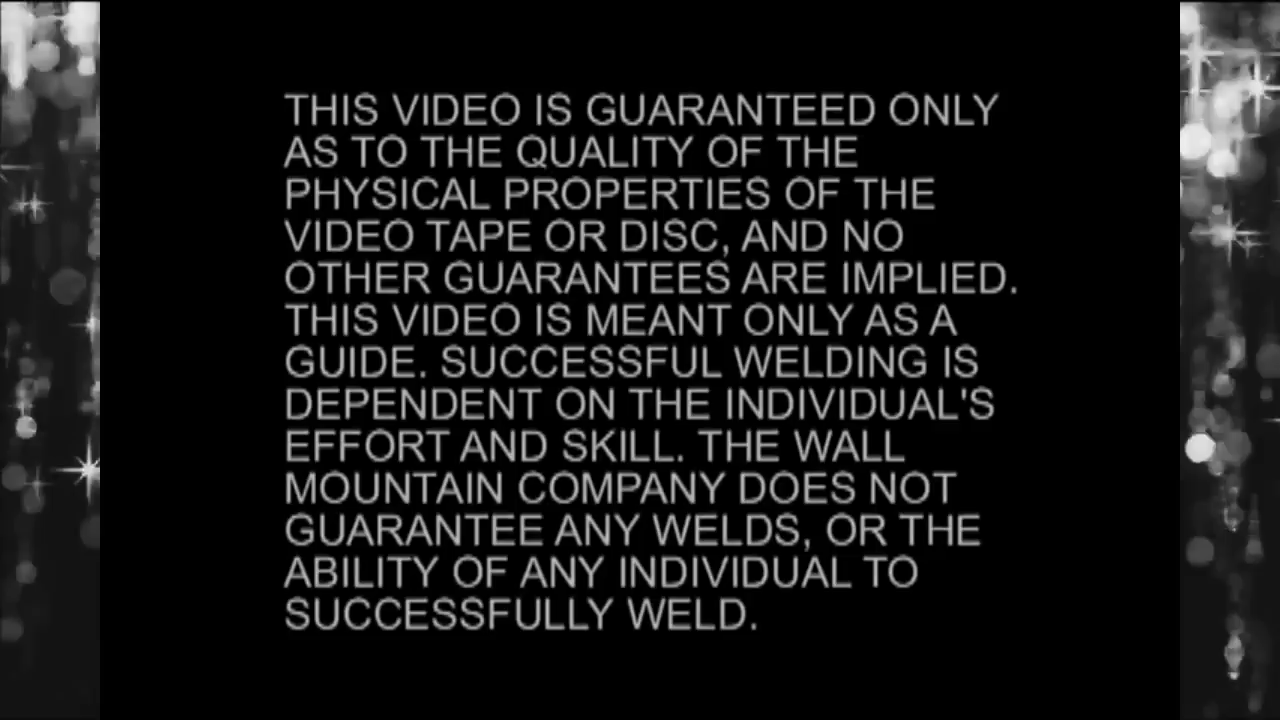 THIS VIDEO IS GUARANTEED ONLY
AS TO THE QUALITY OF THE
PHYSICAL PROPERTIES OF THE
VIDEO TAPE OR DISC, AND NO
OTHER GUARANTEES ARE IMPLIED.
THIS VIDEO IS MEANT ONLY AS A
GUIDE. SUCCESSFUL WELDING IS
DEPENDENT ON THE INDIVIDUAL'S
EFFORT AND SKILL. THE WALL
MOUNTAIN COMPANY DOES NOT
GUARANTEE ANY WELDS, OR THE
ABILITY OF ANY INDIVIDUAL TO
SUCCESSFULLY WELD.